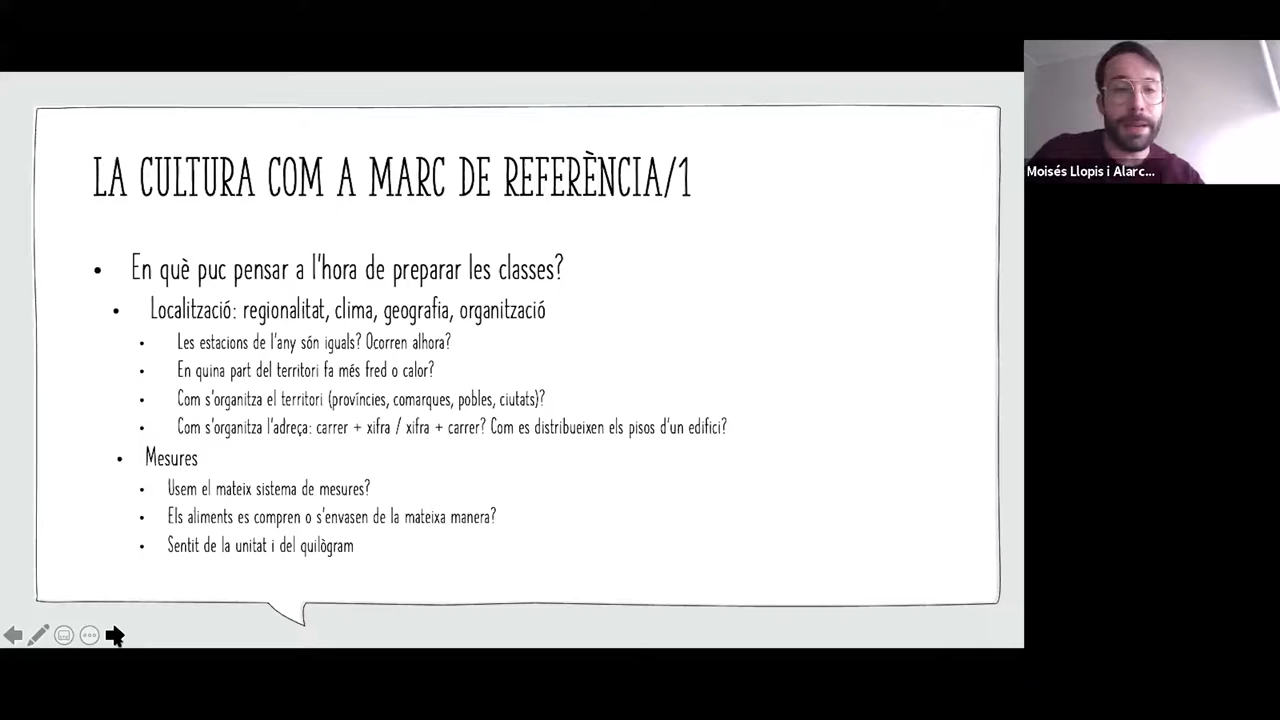 LA CULTURA COM A MARC DE REFERÈNCIA/1
• En què puc pensar a l'hora de preparar les classes?
• Localització: regionalitat, clima, geografia, organització
• Les estacions de l'any són iguals? Ocorren alhora?
• En quina part del territori fa més fred o calor?
• Com s'organitza el territori (províncies, comarques, pobles, ciutats)?
• Com s'organitza l'adreça: carrer + xifra / xifra + carrer? Com es distribueixen els pisos d'un edifici?
• Mesures
• Usem el mateix sistema de mesures?
• Els aliments es compren o s'envasen de la mateixa manera?
• Sentit de la unitat i del quilògram
Moisés Llopis i Alarc...